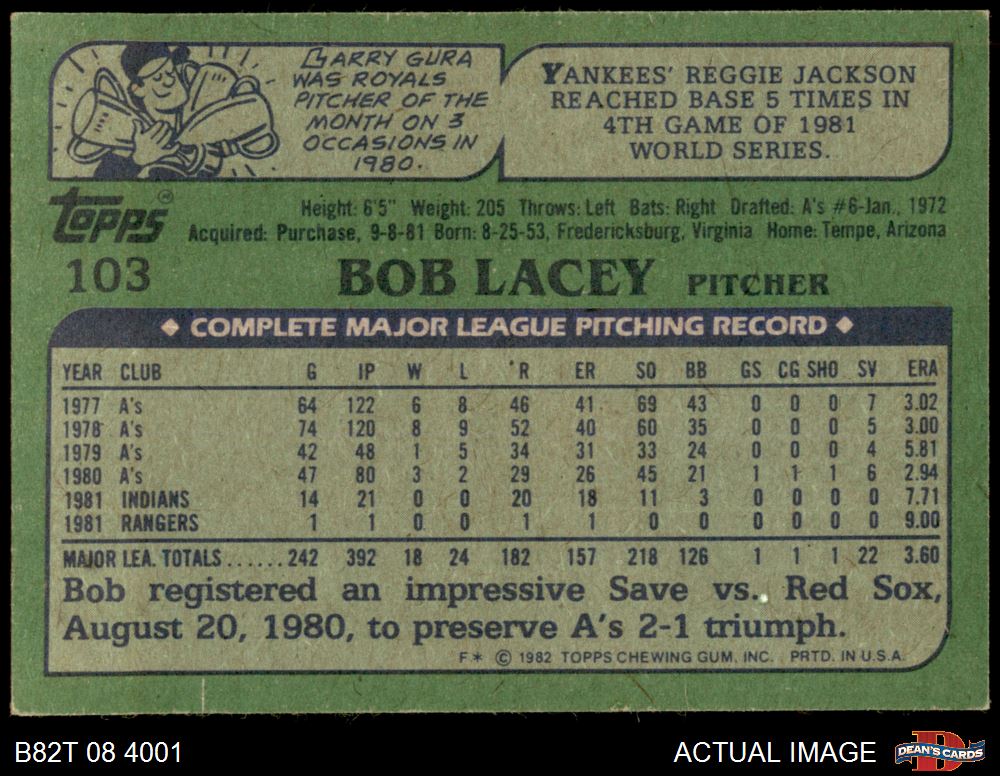 LARRY GURA
WAS ROYALS
PITCHER OF THE
MONTH ON 3
OCCASIONS IN
1980.
YANKEES' REGGIE JACKSON
REACHED BASE 5 TIMES IN
4TH GAME OF 1981
WORLD SERIES.
Topps®
Height: 6'5" Weight: 205 Throws: Left Bats: Right Drafted: A's #6-Jan., 1972
Acquired: Purchase, 9-8-81 Born: 8-25-53, Fredericksburg, Virginia Home: Tempe, Arizona
103 BOB LACEY PITCHER
◆ COMPLETE MAJOR LEAGUE PITCHING RECORD ◆
YEAR CLUB G IP W L R ER SO BB GS CG SHO SV ERA
1977 A's 64 122 6 8 46 41 69 43 0 0 0 7 3.02
1978 A's 74 120 8 9 52 40 60 35 0 0 0 5 3.00
1979 A's 42 48 1 5 34 31 33 24 0 0 0 4 5.81
1980 A's 47 80 3 2 29 26 45 21 1 1 1 6 2.94
1981 INDIANS 14 21 0 0 20 18 11 3 0 0 0 0 7.71
1981 RANGERS 1 1 0 0 1 1 0 0 0 0 0 0 9.00
MAJOR LEA. TOTALS......242 392 18 24 182 157 218 126 1 1 1 22 3.60
Bob registered an impressive Save vs. Red Sox,
August 20, 1980, to preserve A's 2-1 triumph.
F* © 1982 TOPPS CHEWING GUM, INC. PRTD. IN U.S.A.
B82T 08 4001 ACTUAL IMAGE D DEAN'S CARDS